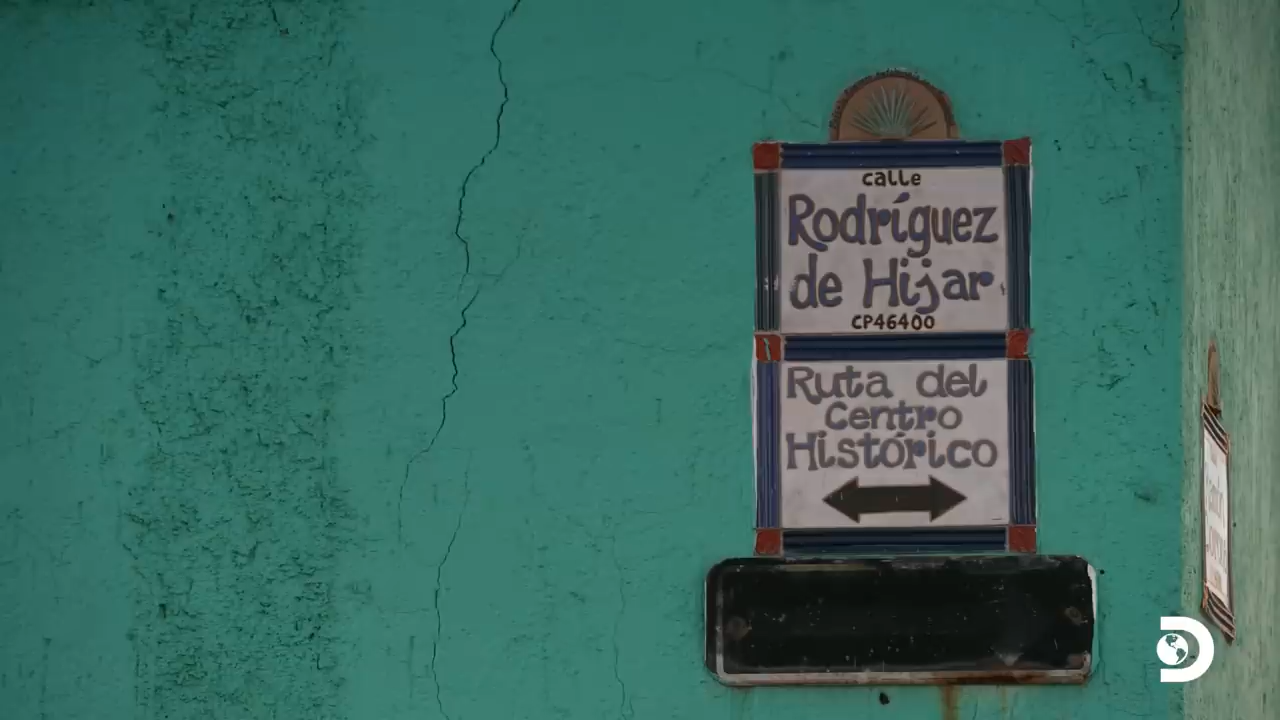 calle
Rodríguez
de Hijar
CP46400
Ruta del
Centro
Histórico